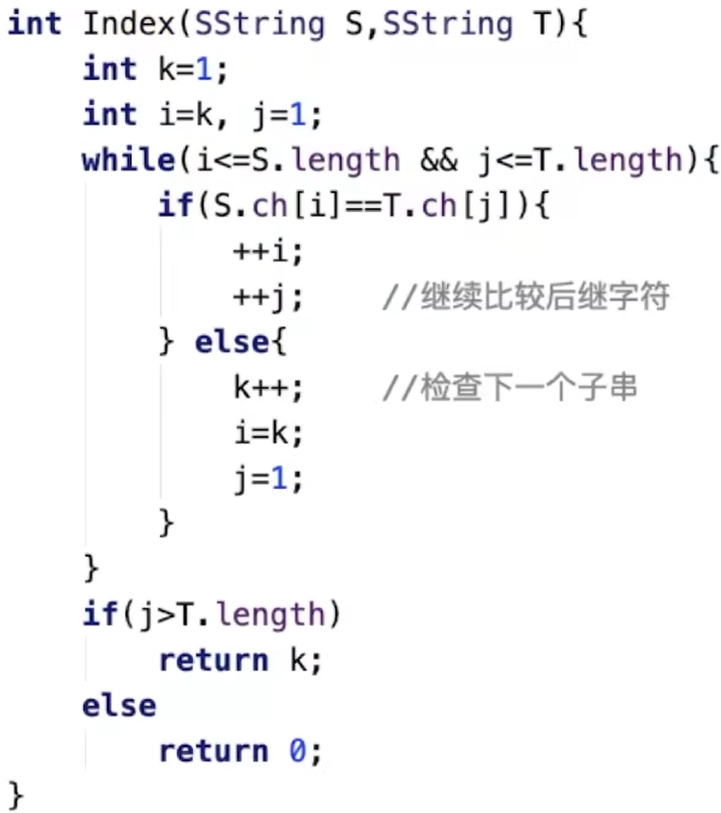 int Index(SString S,SString T){
    int k=1;
    int i=k, j=1;
    while(i<=S.length && j<=T.length){
        if(S.ch[i]==T.ch[j]){
            ++i;
            ++j;    //继续比较后继字符
        } else{
            k++;    //检查下一个子串
            i=k;
            j=1;
        }
    }
    if(j>T.length)
        return k;
    else
        return 0;
}